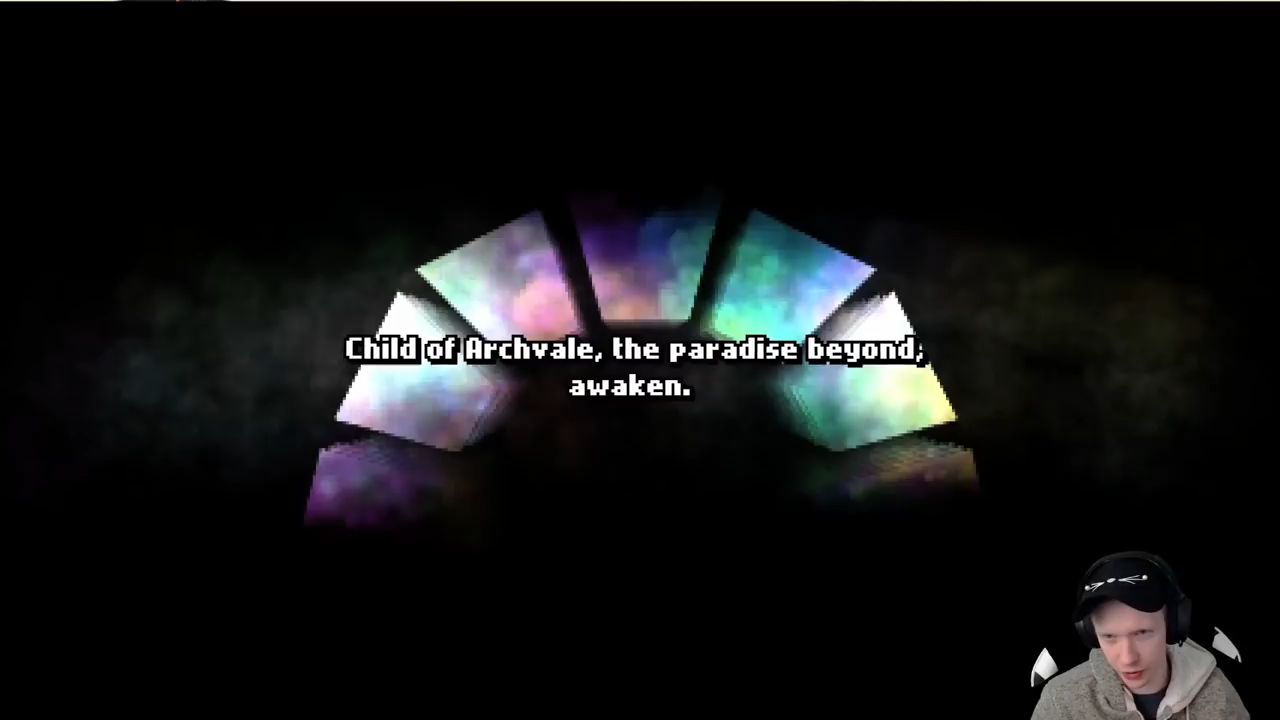 Child of Archvale, the paradise beyond,
awaken.